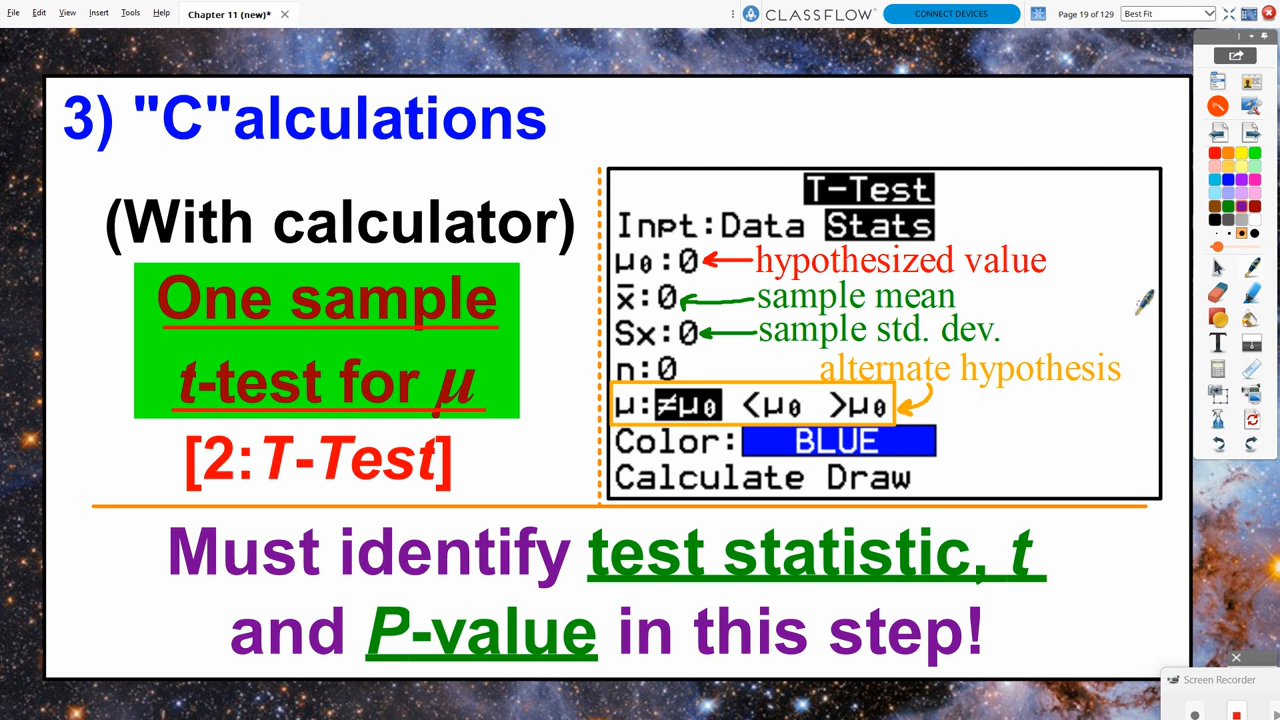 File Edit View Insert Tools Help Chapter 11 (new)* CLASSFLOW CONNECT DEVICES Page 19 of 129 Best Fit
3) "C"alculations
(With calculator)
One sample
t-test for μ
[2:T-Test]
T-Test
Inpt:Data Stats
μ₀:0 hypothesized value
x̄:0 sample mean
Sx:0 sample std. dev.
n:0 alternate hypothesis
μ:≠μ₀ <μ₀ >μ₀
Color: BLUE
Calculate Draw
Must identify test statistic, t
and P-value in this step!
Screen Recorder